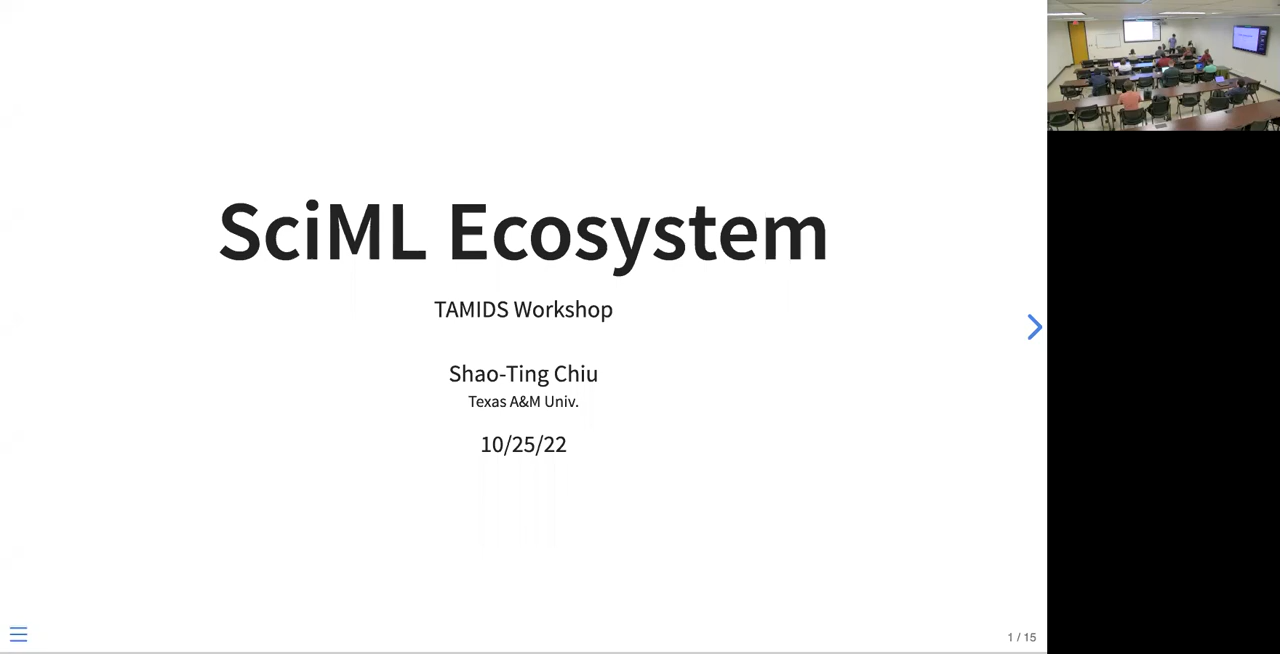 SciML Ecosystem
TAMIDS Workshop
Shao-Ting Chiu
Texas A&M Univ.
10/25/22
1 / 15